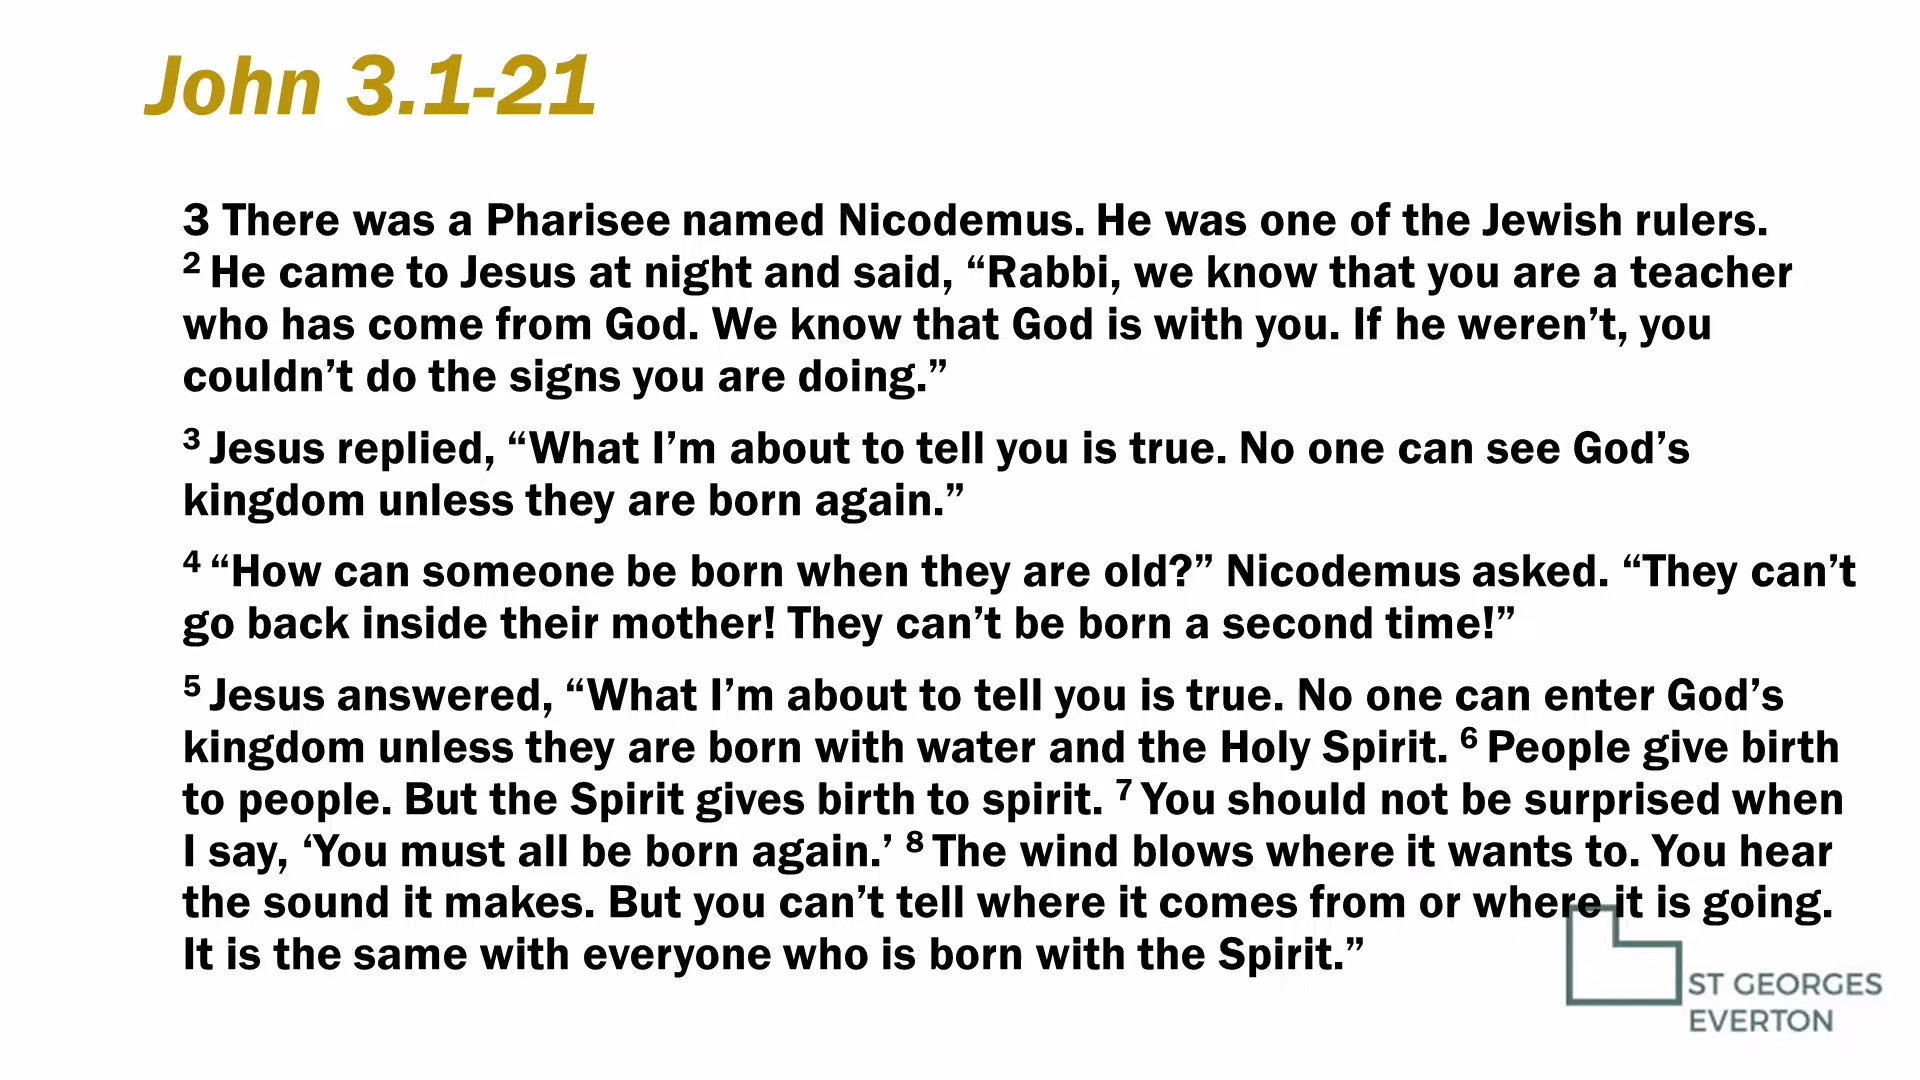 John 3.1-21
3 There was a Pharisee named Nicodemus. He was one of the Jewish rulers.
2 He came to Jesus at night and said, “Rabbi, we know that you are a teacher
who has come from God. We know that God is with you. If he weren’t, you
couldn’t do the signs you are doing.”
3 Jesus replied, “What I’m about to tell you is true. No one can see God’s
kingdom unless they are born again.”
4 “How can someone be born when they are old?” Nicodemus asked. “They can’t
go back inside their mother! They can’t be born a second time!”
5 Jesus answered, “What I’m about to tell you is true. No one can enter God’s
kingdom unless they are born with water and the Holy Spirit. 6 People give birth
to people. But the Spirit gives birth to spirit. 7 You should not be surprised when
I say, ‘You must all be born again.’ 8 The wind blows where it wants to. You hear
the sound it makes. But you can’t tell where it comes from or where it is going.
It is the same with everyone who is born with the Spirit.”
ST GEORGES
EVERTON